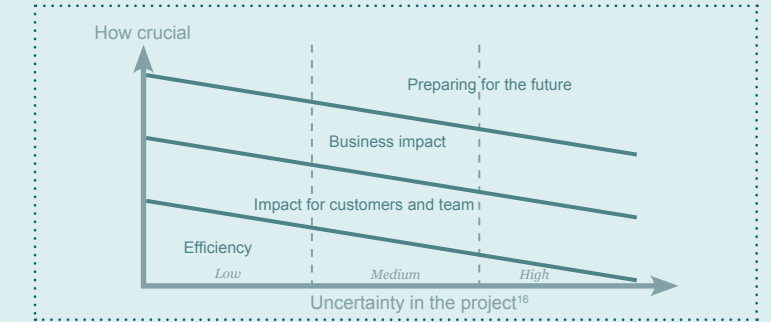 How crucial
Preparing for the future
Business impact
Impact for customers and team
Efficiency
Low
Medium
High
Uncertainty in the project16